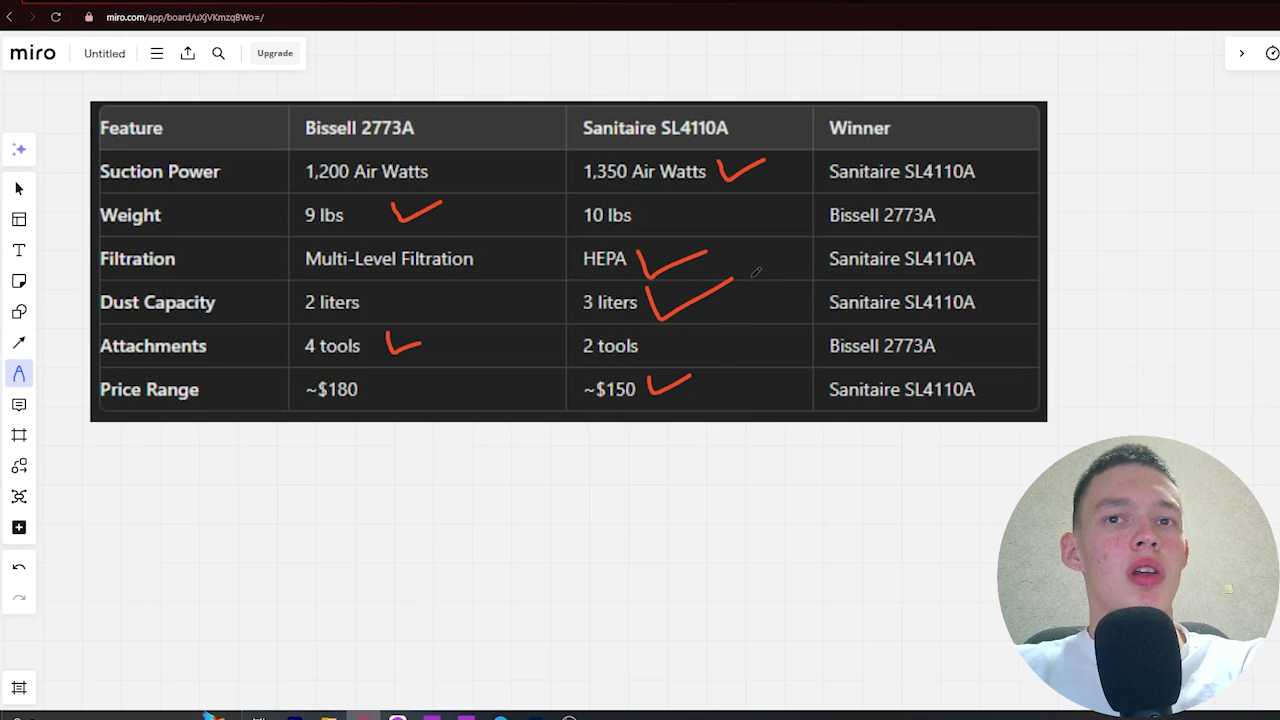 miro.com/app/board/uXjVKmzqBWo=/
miro Untitled Upgrade
Feature Bissell 2773A Sanitaire SL4110A Winner
Suction Power 1,200 Air Watts 1,350 Air Watts Sanitaire SL4110A
Weight 9 lbs 10 lbs Bissell 2773A
Filtration Multi-Level Filtration HEPA Sanitaire SL4110A
Dust Capacity 2 liters 3 liters Sanitaire SL4110A
Attachments 4 tools 2 tools Bissell 2773A
Price Range ~$180 ~$150 Sanitaire SL4110A